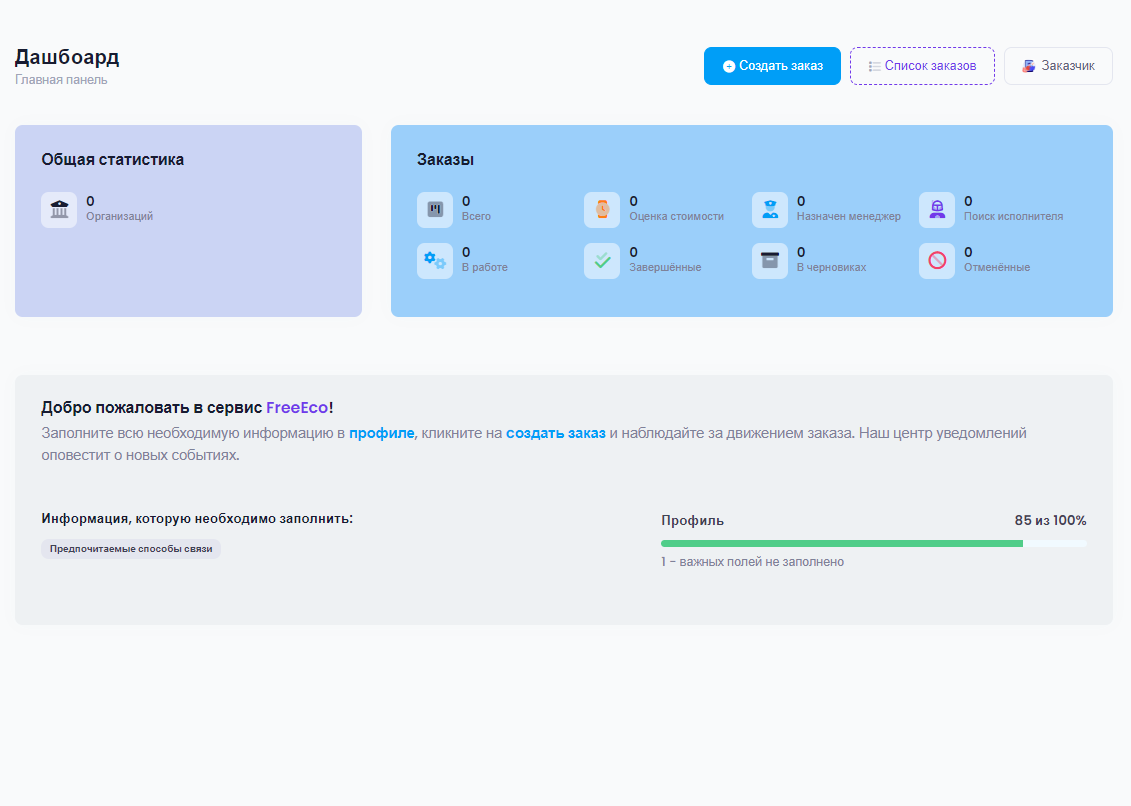 Дашбоард
Главная панель
Создать заказ
Список заказов
Заказчик
Общая статистика
0
Организаций
Заказы
0
Всего
0
Оценка стоимости
0
Назначен менеджер
0
Поиск исполнителя
0
В работе
0
Завершённые
0
В черновиках
0
Отменённые
Добро пожаловать в сервис FreeEco!
Заполните всю необходимую информацию в профиле, кликните на создать заказ и наблюдайте за движением заказа. Наш центр уведомлений
оповестит о новых событиях.
Информация, которую необходимо заполнить:
Предпочитаемые способы связи
Профиль
85 из 100%
1 - важных полей не заполнено